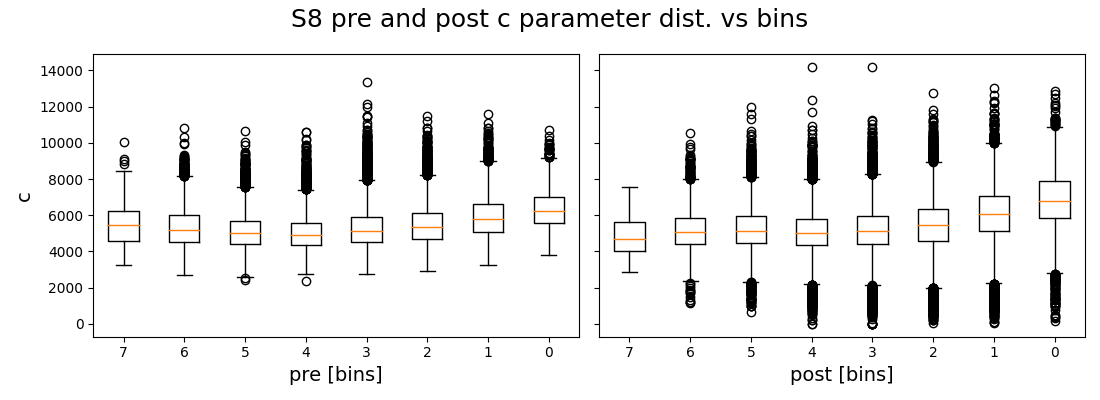 S8 pre and post c parameter dist. vs bins
c
14000
12000
10000
8000
6000
4000
2000
0
7 6 5 4 3 2 1 0
pre [bins]
7 6 5 4 3 2 1 0
post [bins]